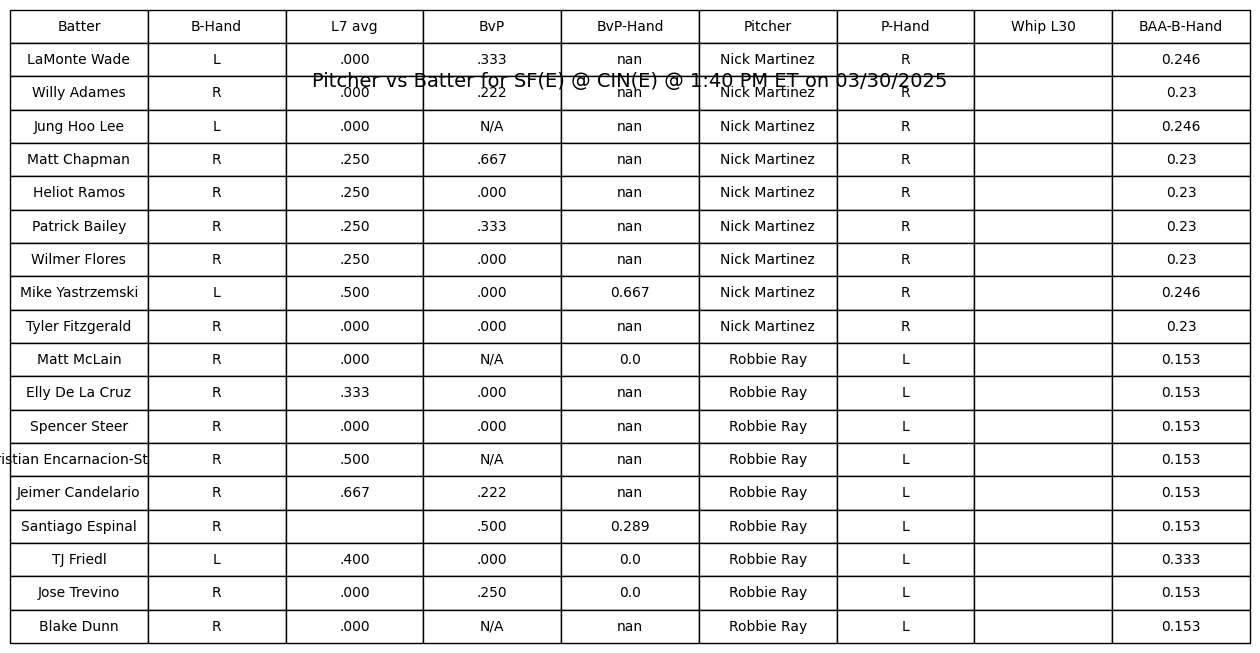 Batter B-Hand L7 avg BvP BvP-Hand Pitcher P-Hand Whip L30 BAA-B-Hand
LaMonte Wade L .000 .333 nan Nick Martinez R 0.246
Pitcher vs Batter for SF(E) @ CIN(E) @ 1:40 PM ET on 03/30/2025
Willy Adames R .000 .222 nan Nick Martinez R 0.23
Jung Hoo Lee L .000 N/A nan Nick Martinez R 0.246
Matt Chapman R .250 .667 nan Nick Martinez R 0.23
Heliot Ramos R .250 .000 nan Nick Martinez R 0.23
Patrick Bailey R .250 .333 nan Nick Martinez R 0.23
Wilmer Flores R .250 .000 nan Nick Martinez R 0.23
Mike Yastrzemski L .500 .000 0.667 Nick Martinez R 0.246
Tyler Fitzgerald R .000 .000 nan Nick Martinez R 0.23
Matt McLain R .000 N/A 0.0 Robbie Ray L 0.153
Elly De La Cruz R .333 .000 nan Robbie Ray L 0.153
Spencer Steer R .000 .000 nan Robbie Ray L 0.153
istian Encarnacion-St R .500 N/A nan Robbie Ray L 0.153
Jeimer Candelario R .667 .222 nan Robbie Ray L 0.153
Santiago Espinal R .500 0.289 Robbie Ray L 0.153
TJ Friedl L .400 .000 0.0 Robbie Ray L 0.333
Jose Trevino R .000 .250 0.0 Robbie Ray L 0.153
Blake Dunn R .000 N/A nan Robbie Ray L 0.153